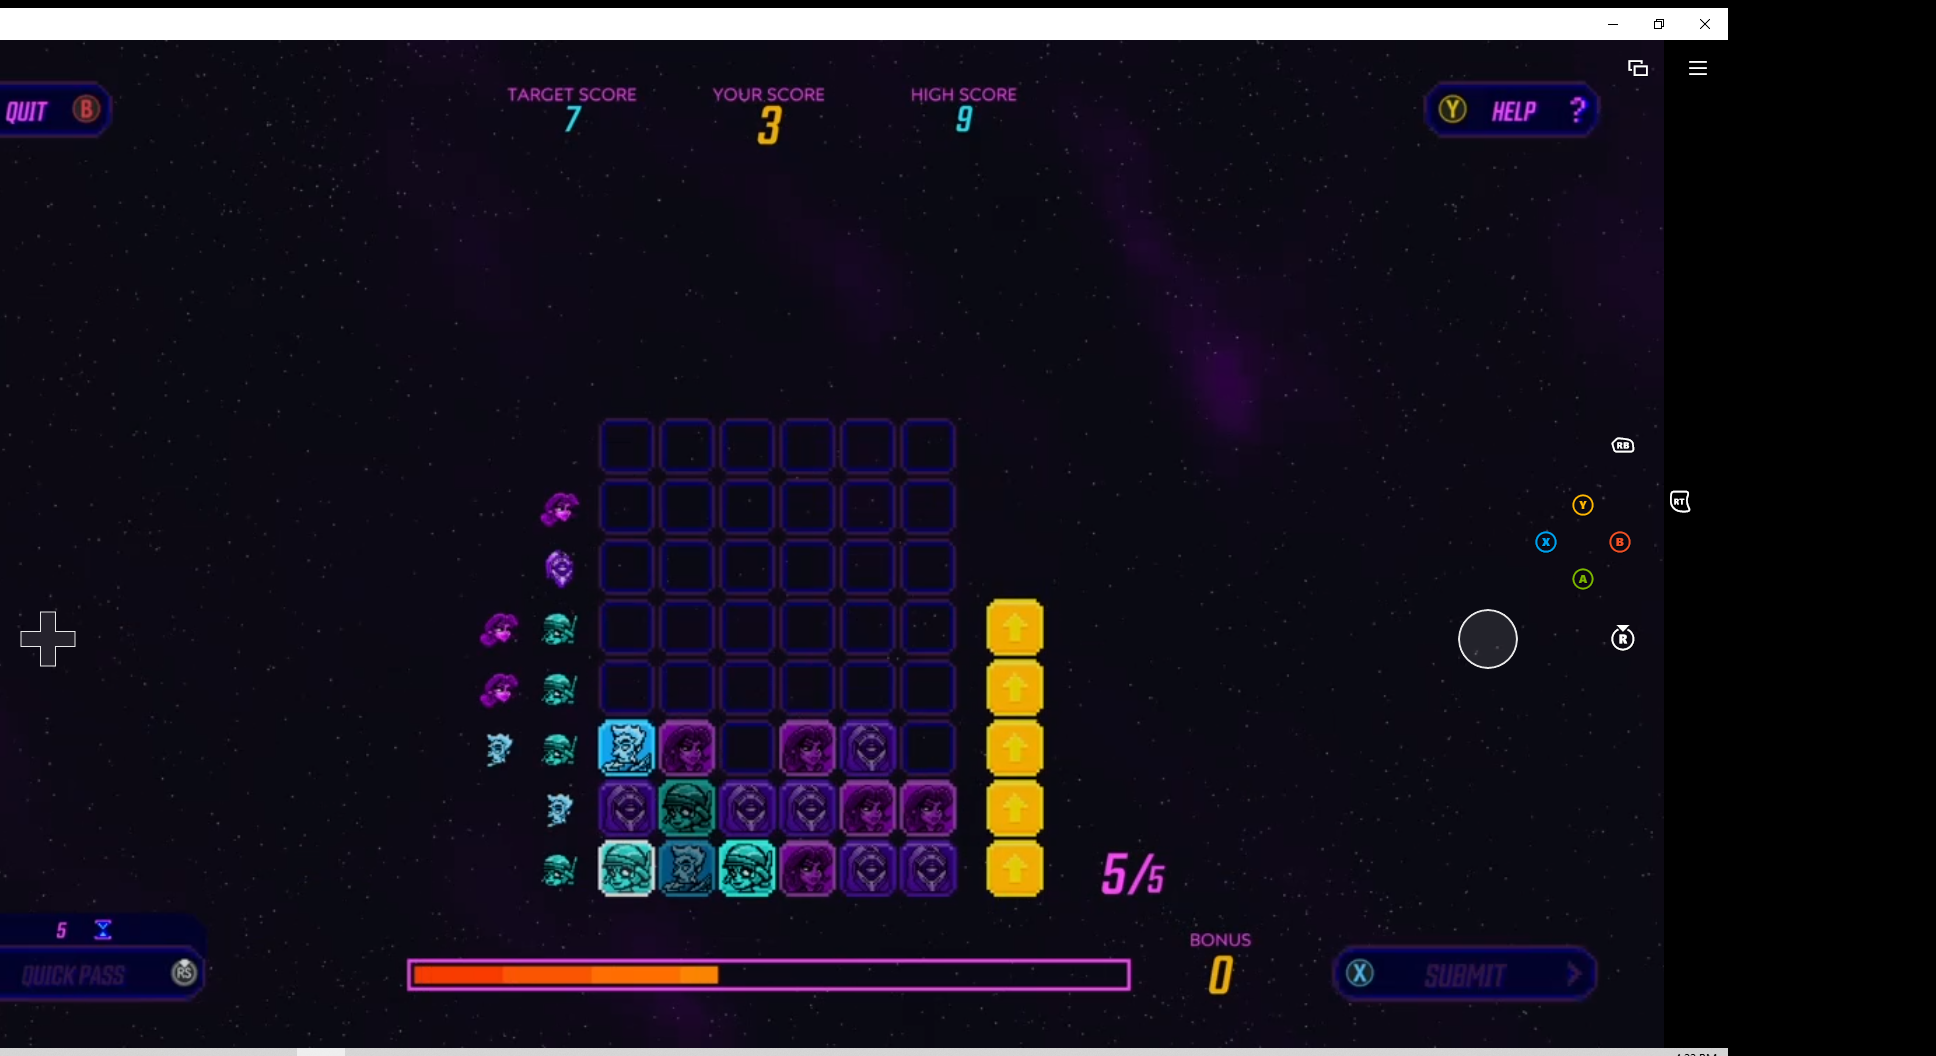 QUIT B
TARGET SCORE
7
YOUR SCORE
3
HIGH SCORE
9
Y HELP ?
RB
Y
RT
X
B
A
R
5/5
5
QUICK PASS RS
BONUS
0
X SUBMIT